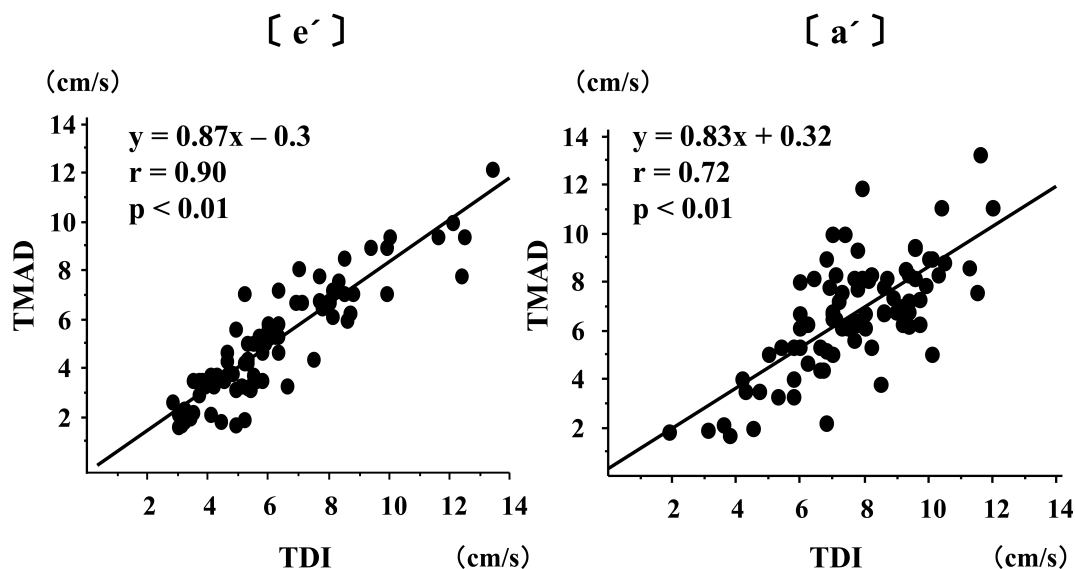 〔 e´ 〕
（cm/s）
y = 0.87x – 0.3
r = 0.90
p < 0.01
TMAD
14
12
10
8
6
4
2
2 4 6 8 10 12 14
TDI （cm/s）
〔 a´ 〕
（cm/s）
y = 0.83x + 0.32
r = 0.72
p < 0.01
TMAD
14
12
10
8
6
4
2
2 4 6 8 10 12 14
TDI （cm/s）